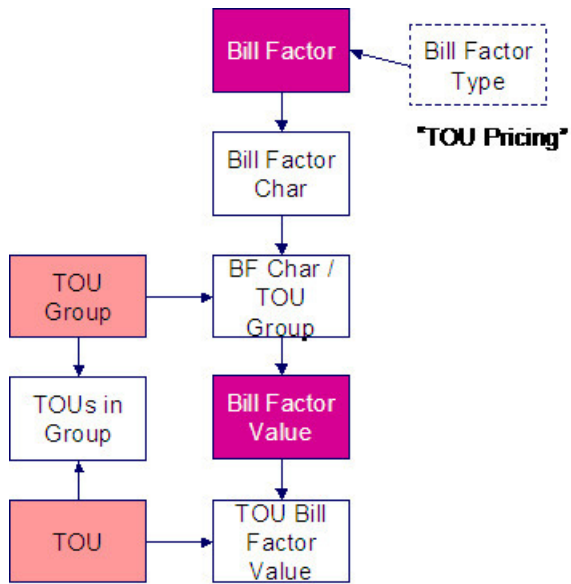 Bill Factor
Bill Factor
Type
"TOU Pricing"
Bill Factor
Char
TOU
Group
BF Char /
TOU
Group
TOUs in
Group
Bill Factor
Value
TOU
TOU Bill
Factor
Value